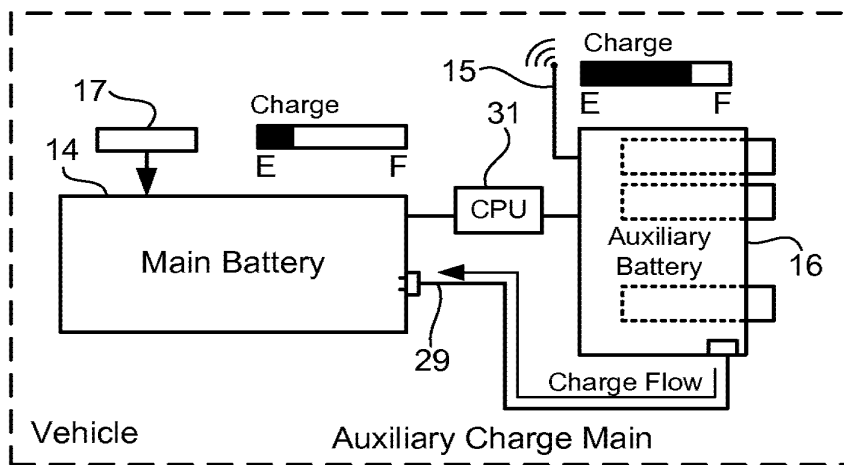 Charge
15
E F
17
Charge
31
14
E F
CPU
Main Battery
Auxiliary
Battery
16
29
Charge Flow
Vehicle
Auxiliary Charge Main